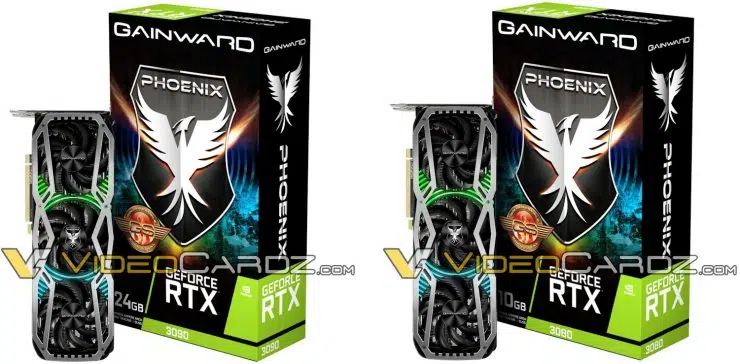 GAINWARD
GAINWARD
PHOENIX
PHOENIX
GS
VIDEOCARDZ.COM
24GB
GEFORCE
RTX
3090
GEFORCE
RTX
3090
GAINWARD
GAINWARD
PHOENIX
PHOENIX
GS
VIDEOCARDZ.COM
10GB
GEFORCE
RTX
3080
GEFORCE
RTX
3080